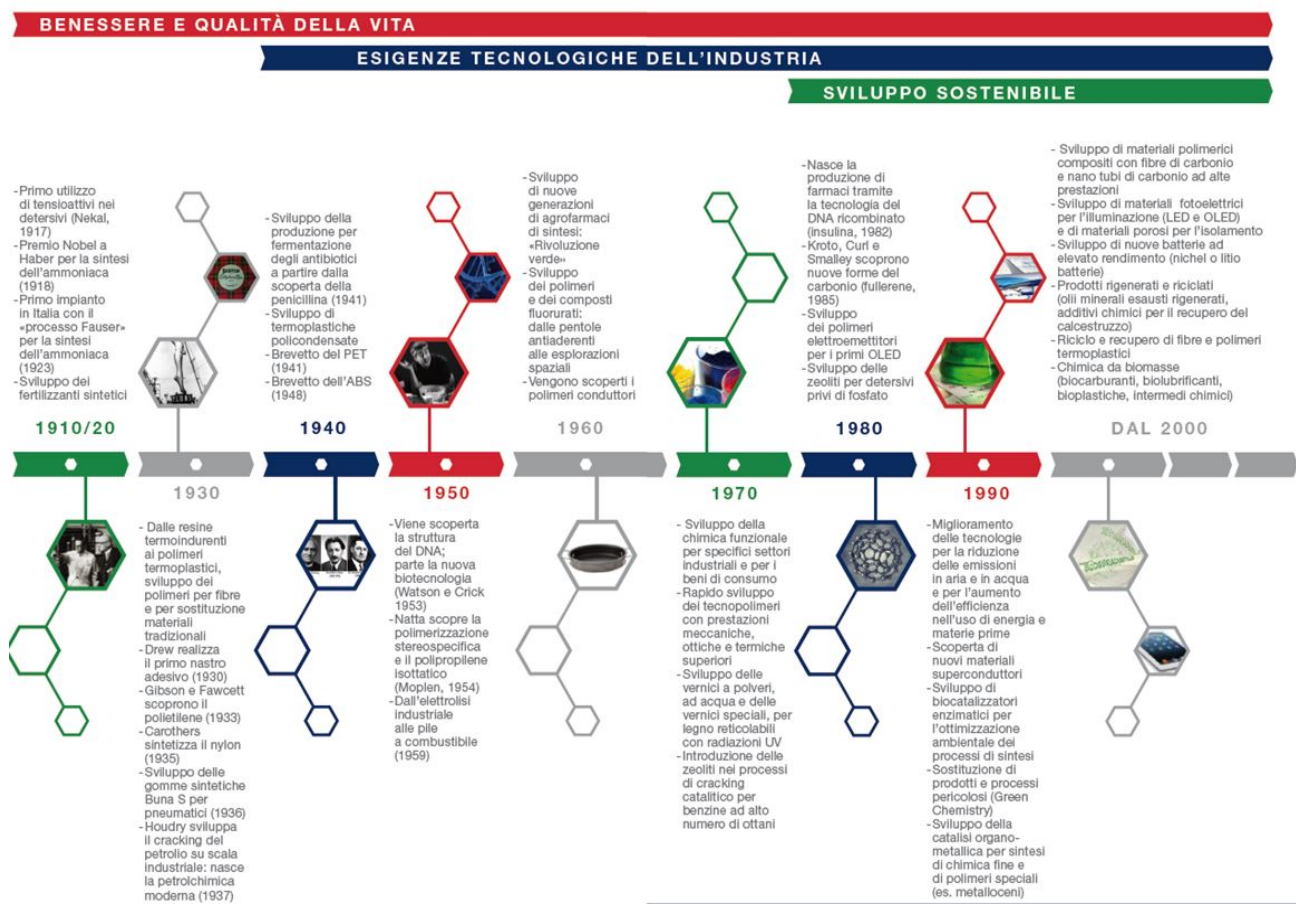 BENESSERE E QUALITÀ DELLA VITA
ESIGENZE TECNOLOGICHE DELL'INDUSTRIA
SVILUPPO SOSTENIBILE
-Primo utilizzo
di tensioattivi nei
detersivi (Nekal,
1917)
-Premio Nobel a
Haber per la sintesi
dell'ammoniaca
(1918)
-Primo impianto
in Italia con il
«processo Fauser»
per la sintesi
dell'ammoniaca
(1923)
-Sviluppo dei
fertilizzanti sintetici
1910/20
1930
- Dalle resine
termoindurenti
ai polimeri
termoplastici,
sviluppo dei
polimeri per fibre
e per sostituzione
materiali
tradizionali
-Drew realizza
il primo nastro
adesivo (1930)
-Gibson e Fawcett
scoprono il
polietilene (1933)
-Carothers
sintetizza il nylon
(1935)
-Sviluppo delle
gomme sintetiche
Buna S per
pneumatici (1936)
-Houdry sviluppa
il cracking del
petrolio su scala
industriale: nasce
la petrolchimica
moderna (1937)
-Sviluppo della
produzione per
fermentazione
degli antibiotici
a partire dalla
scoperta della
penicillina (1941)
-Sviluppo di
termoplastiche
policondensate
-Brevetto del PET
(1941)
-Brevetto dell'ABS
(1948)
1940
1950
-Viene scoperta
la struttura
del DNA;
parte la nuova
biotecnologia
(Watson e Crick
1953)
-Natta scopre la
polimerizzazione
stereospecifica
e il polipropilene
isottatico
(Moplen, 1954)
-Dall'elettrolisi
industriale
alle pile
a combustibile
(1959)
-Sviluppo
di nuove
generazioni
di agrofarmaci
di sintesi:
«Rivoluzione
verde»
-Sviluppo
dei polimeri
e dei composti
fluorurati:
dalle pentole
antiaderenti
alle esplorazioni
spaziali
-Vengono scoperti i
polimeri conduttori
1960
1970
- Sviluppo della
chimica funzionale
per specifici settori
industriali e per i
beni di consumo
-Rapido sviluppo
dei tecnopolimeri
con prestazioni
meccaniche,
ottiche e termiche
superiori
-Sviluppo delle
vernici a polveri,
ad acqua e delle
vernici speciali, per
legno reticolabili
con radiazioni UV
-Introduzione delle
zeoliti nei processi
di cracking
catalitico per
benzine ad alto
numero di ottani
-Nasce la
produzione di
farmaci tramite
la tecnologia del
DNA ricombinato
(insulina, 1982)
-Kroto, Curl e
Smalley scoprono
nuove forme del
carbonio (fullerene,
1985)
-Sviluppo
dei polimeri
elettroemettitori
per i primi OLED
-Sviluppo delle
zeoliti per detersivi
privi di fosfato
1980
1990
-Miglioramento
delle tecnologie
per la riduzione
delle emissioni
in aria e in acqua
e per l'aumento
dell'efficienza
nell'uso di energia e
materie prime
-Scoperta di
nuovi materiali
superconduttori
-Sviluppo di
biocatalizzatori
enzimatici per
l'ottimizzazione
ambientale dei
processi di sintesi
-Sostituzione di
prodotti e processi
pericolosi (Green
Chemistry)
-Sviluppo della
catalisi organo-
metallica per sintesi
di chimica fine e
di polimeri speciali
(es. metalloceni)
- Sviluppo di materiali polimerici
compositi con fibre di carbonio
e nano tubi di carbonio ad alte
prestazioni
-Sviluppo di materiali fotoelettrici
per l'illuminazione (LED e OLED)
e di materiali porosi per l'isolamento
-Sviluppo di nuove batterie ad
elevato rendimento (nichel o litio
batterie)
-Prodotti rigenerati e riciclati
(olii minerali esausti rigenerati,
additivi chimici per il recupero del
calcestruzzo)
-Riciclo e recupero di fibre e polimeri
termoplastici
-Chimica da biomasse
(biocarburanti, biolubrificanti,
bioplastiche, intermedi chimici)
DAL 2000